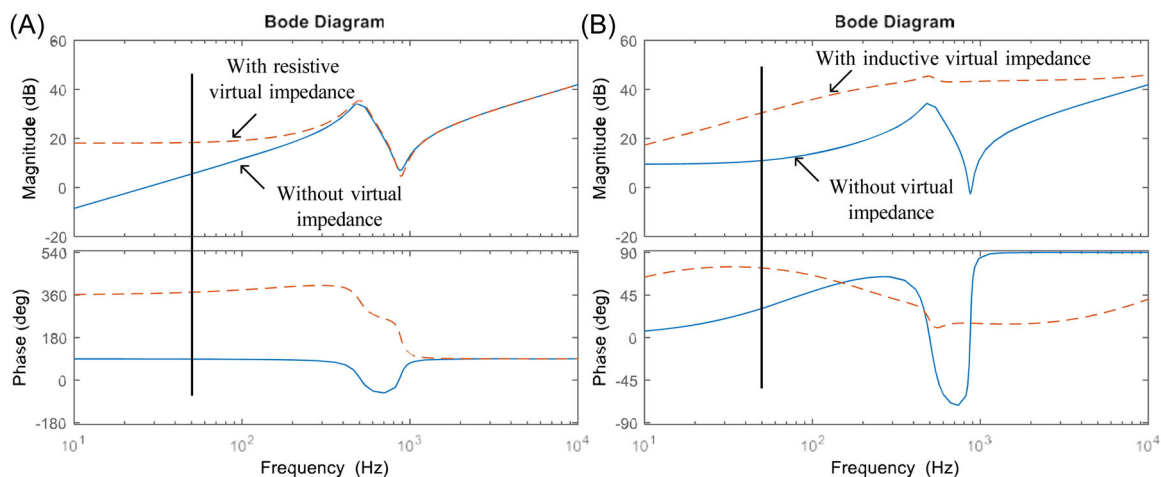 (A)
Bode Diagram
60
40
20
0
-20
Magnitude (dB)
With resistive
virtual impedance
Without virtual
impedance
540
360
180
0
-180
Phase (deg)
10^1
10^2
10^3
10^4
Frequency (Hz)
(B)
Bode Diagram
60
40
20
0
-20
Magnitude (dB)
With inductive virtual impedance
Without virtual
impedance
90
45
0
-45
-90
Phase (deg)
10^1
10^2
10^3
10^4
Frequency (Hz)